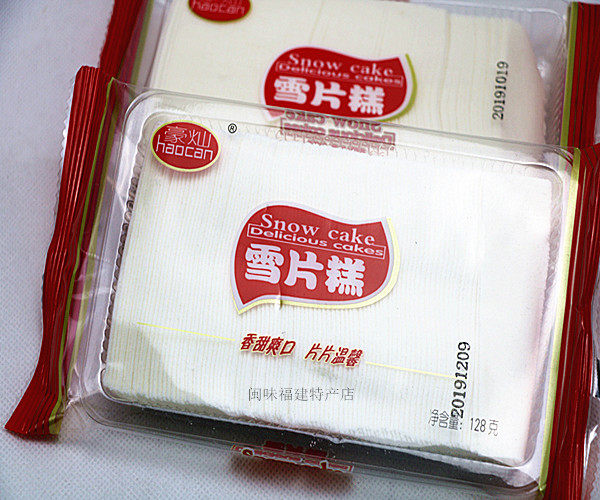 haocan
Snow cake
Delicious cakes
雪片糕
20191019
豪灿
haocan
®
Snow cake
Delicious cakes
雪片糕
香甜爽口 片片温馨
20191209
闽味福建特产店
净含量: 128克